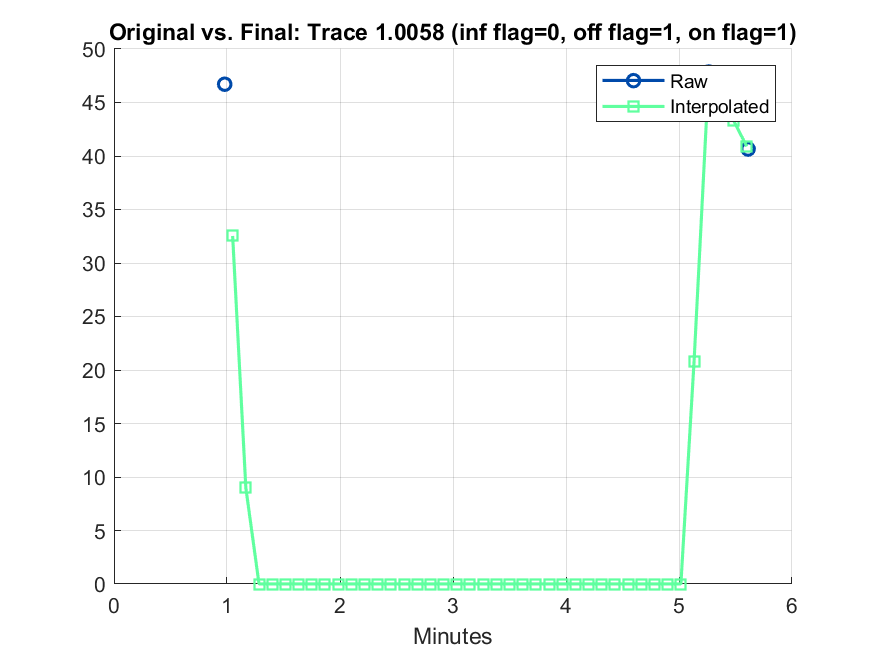 Original vs. Final: Trace 1.0058 (inf flag=0, off flag=1, on flag=1)
50
45
40
35
30
25
20
15
10
5
0
Raw
Interpolated
0 1 2 3 4 5 6
Minutes